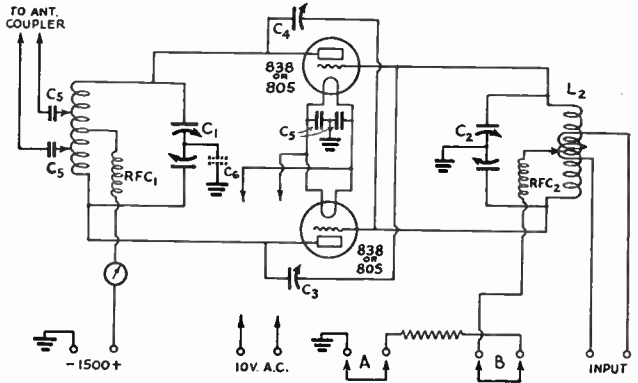 TO ANT.
COUPLER
C4
838
OR
805
C5
C1
C5
C6
RFC1
C5
C2
L2
RFC2
838
OR
805
C3
-1500+
10V. A.C.
A
B
INPUT